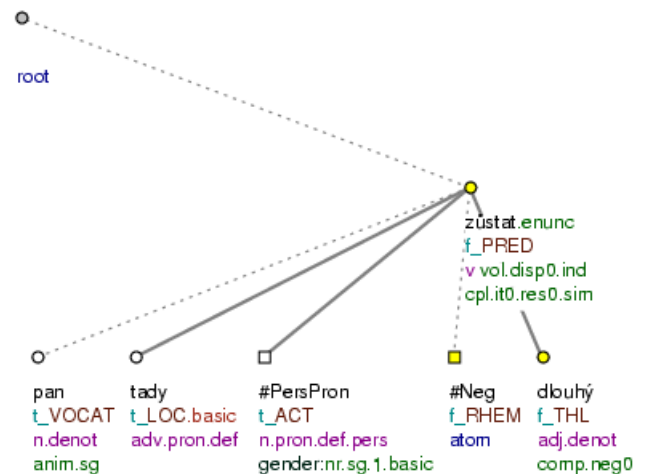 root
zůstat.enunc
f_PRED
v vol.disp0.ind
cpl.it0.res0.sim
pan
t_VOCAT
n.denot
anim.sg
tady
t_LOC.basic
adv.pron.def
#PersPron
t_ACT
n.pron.def.pers
gender:nr.sg.1.basic
#Neg
f_RHEM
atom
dlouhý
f_THL
adj.denot
comp.neg0